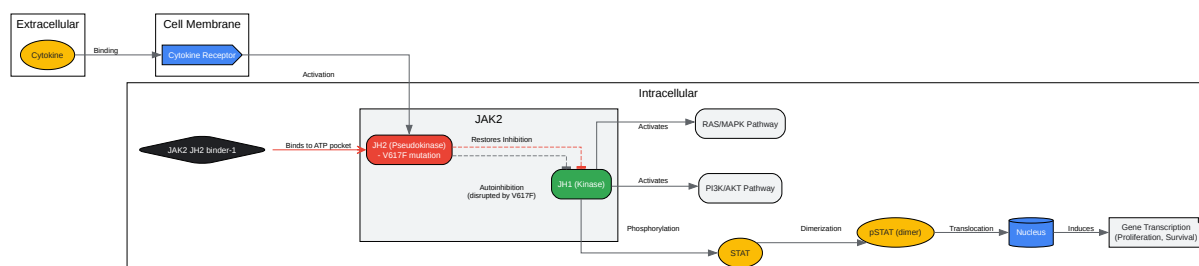 Extracellular
Cell Membrane
Cytokine
Binding
Cytokine Receptor
Activation
Intracellular
JAK2
JAK2 JH2 binder-1
Binds to ATP pocket
JH2 (Pseudokinase)
- V617F mutation
Restores Inhibition
Autoinhibition
(disrupted by V617F)
JH1 (Kinase)
Activates
RAS/MAPK Pathway
Activates
PI3K/AKT Pathway
Phosphorylation
STAT
Dimerization
pSTAT (dimer)
Translocation
Nucleus
Induces
Gene Transcription
(Proliferation, Survival)